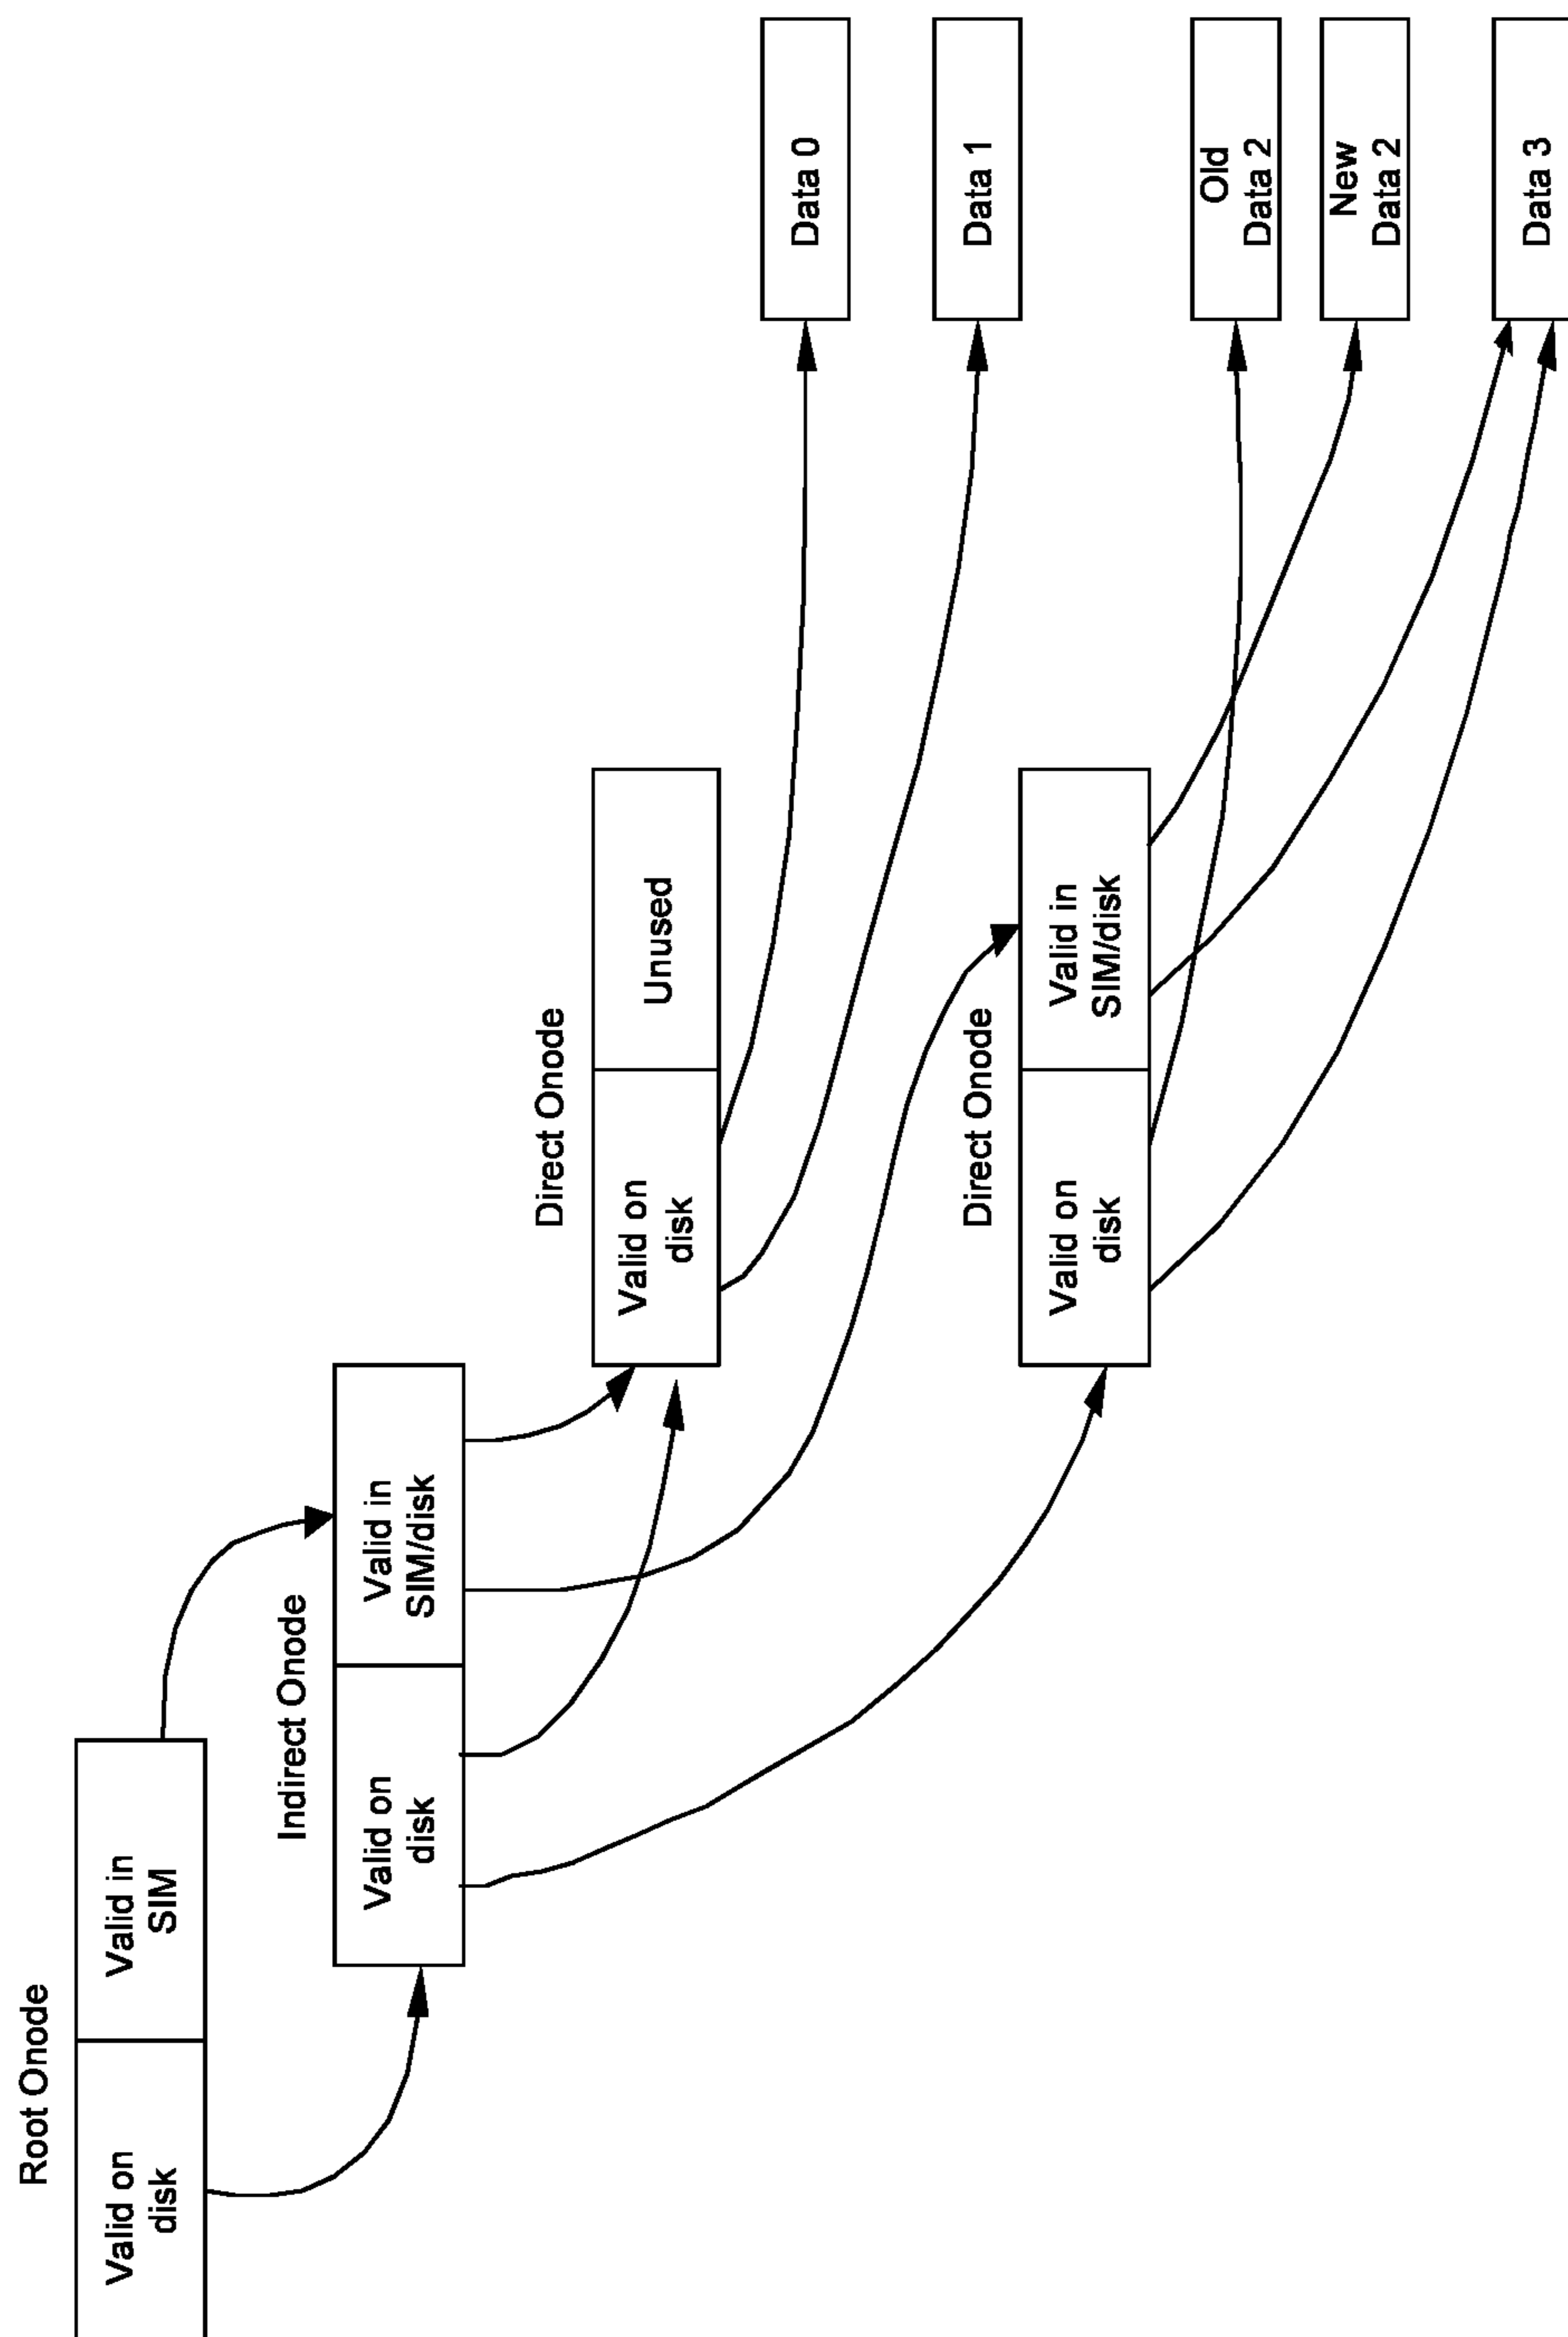 Root Onode
Valid on
disk
Valid in
SIM
Indirect Onode
Valid on
disk
Valid in
SIM/disk
Direct Onode
Valid on
disk
Unused
Data 0
Data 1
Direct Onode
Valid on
disk
Valid in
SIM/disk
Old
Data 2
New
Data 2
Data 3